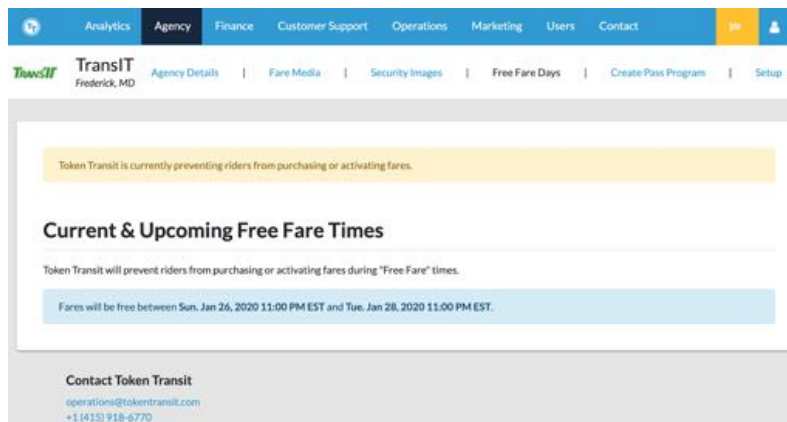 Analytics Agency Finance Customer Support Operations Marketing Users Contact
TransIT TransIT Agency Details | Fare Media | Security Images | Free Fare Days | Create Pass Program | Setup
Frederick, MD
Token Transit is currently preventing riders from purchasing or activating fares.
Current & Upcoming Free Fare Times
Token Transit will prevent riders from purchasing or activating fares during "Free Fare" times.
Fares will be free between Sun. Jan 26, 2020 11:00 PM EST and Tue. Jan 28, 2020 11:00 PM EST.
Contact Token Transit
operations@tokentransit.com
+1 (415) 918-6770